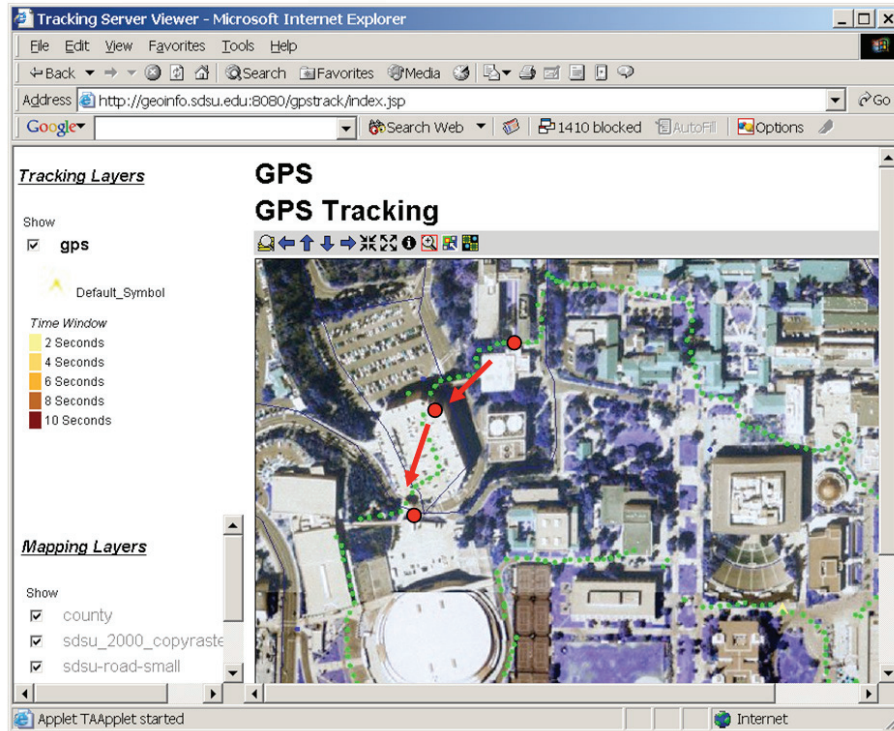 Tracking Server Viewer - Microsoft Internet Explorer
File Edit View Favorites Tools Help
Back Search Favorites Media
Address http://geoinfo.sdsu.edu:8080/gpstrack/index.jsp Go
Google Search Web 1410 blocked AutoFill Options
Tracking Layers
Show
gps
Default_Symbol
Time Window
2 Seconds
4 Seconds
6 Seconds
8 Seconds
10 Seconds
Mapping Layers
Show
county
sdsu_2000_copyraste
sdsu-road-small
GPS
GPS Tracking
Applet TAApplet started
Internet